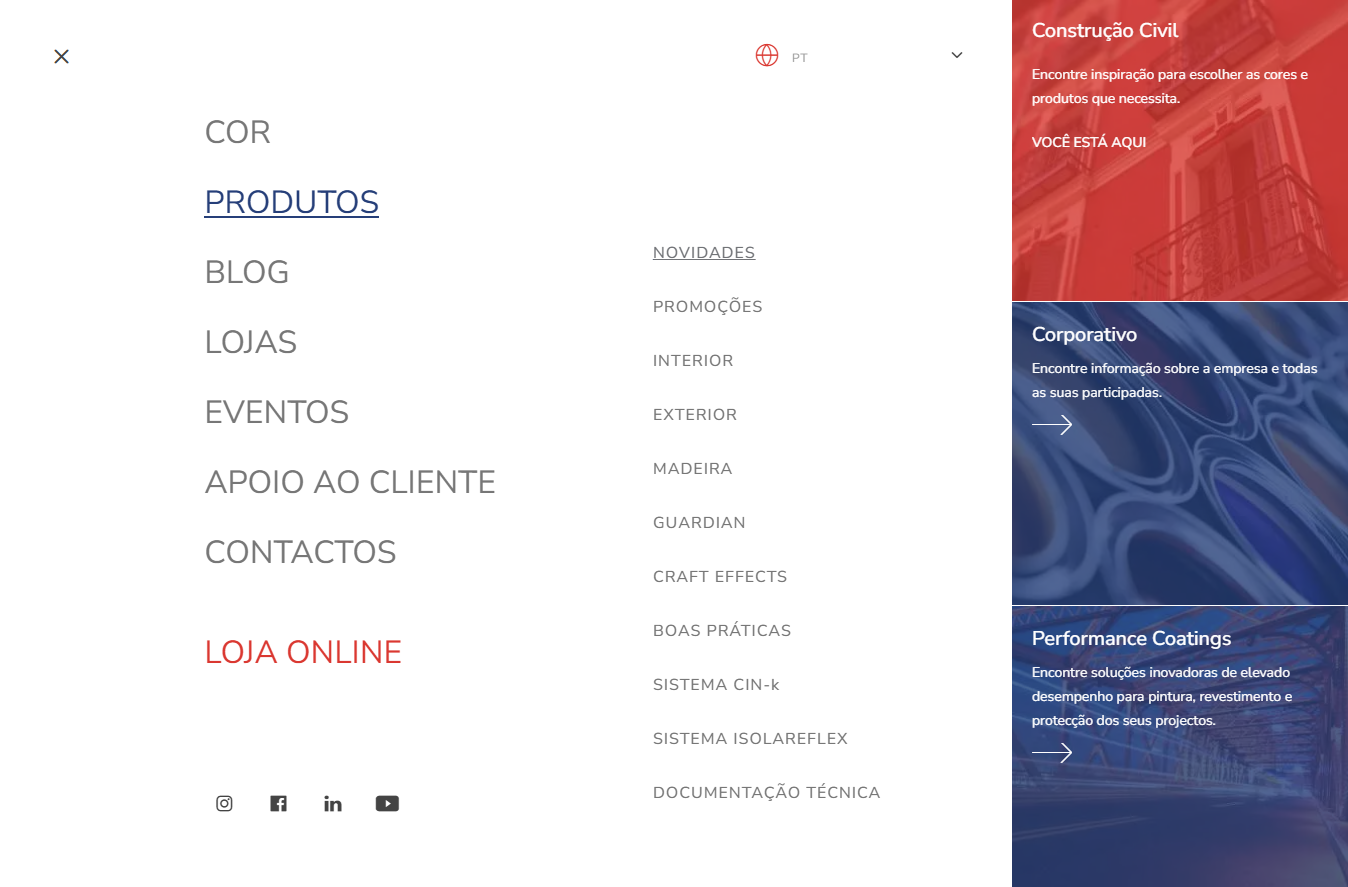 PT
COR
PRODUTOS
BLOG
LOJAS
EVENTOS
APOIO AO CLIENTE
CONTACTOS
LOJA ONLINE
NOVIDADES
PROMOÇÕES
INTERIOR
EXTERIOR
MADEIRA
GUARDIAN
CRAFT EFFECTS
BOAS PRÁTICAS
SISTEMA CIN-k
SISTEMA ISOLAREFLEX
DOCUMENTAÇÃO TÉCNICA
Construção Civil
Encontre inspiração para escolher as cores e
produtos que necessita.
VOCÊ ESTÁ AQUI
Corporativo
Encontre informação sobre a empresa e todas
as suas participadas.
Performance Coatings
Encontre soluções inovadoras de elevado
desempenho para pintura, revestimento e
protecção dos seus projectos.